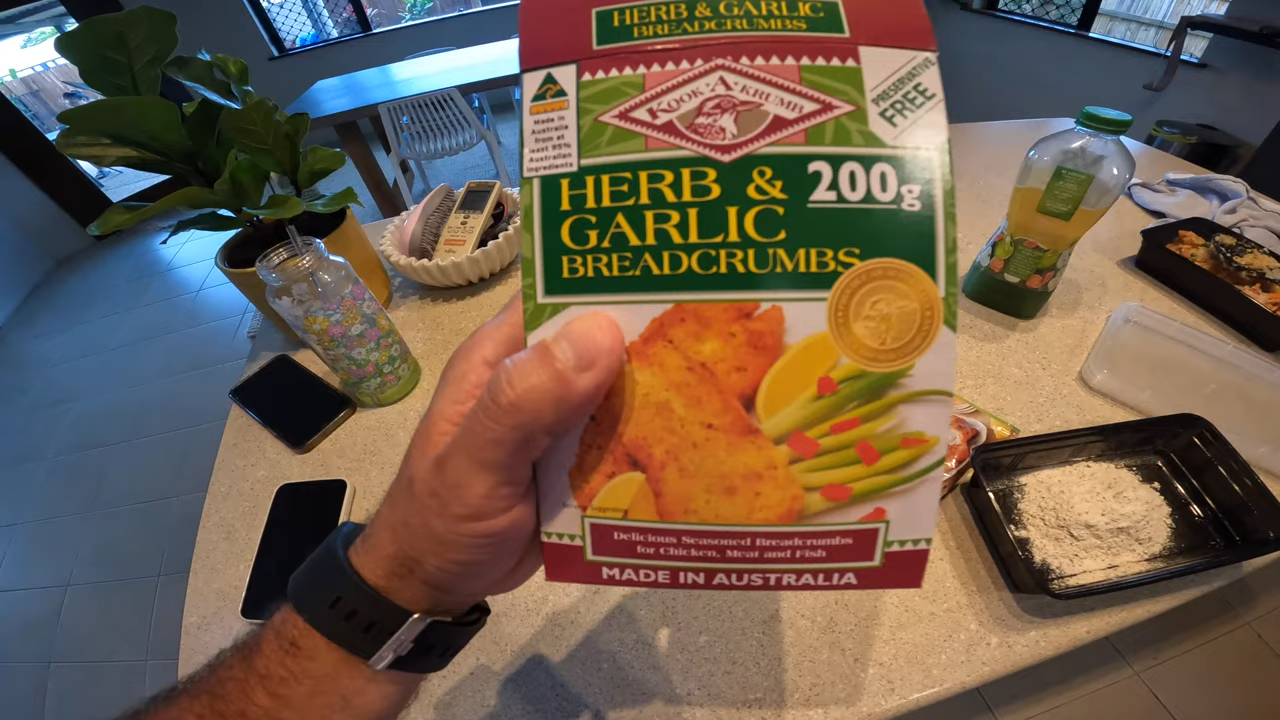 HERB & GARLIC
BREADCRUMBS
Made in
Australia
from at
least 95%
Australian
ingredients
KOOK·A·KRUMB
PRESERVATIVE
FREE
HERB &
GARLIC
BREADCRUMBS
200g
Delicious Seasoned Breadcrumbs
for Chicken, Meat and Fish
MADE IN AUSTRALIA